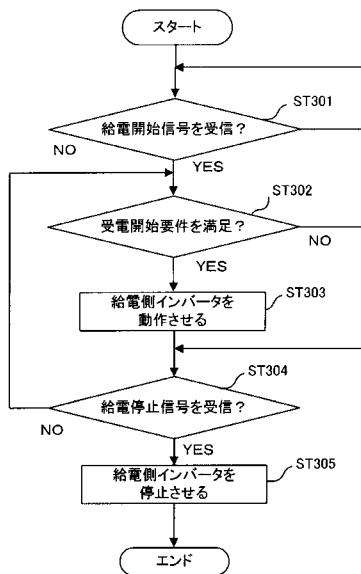 スタート
ST301
給電開始信号を受信？
NO
YES
ST302
受電開始要件を満足？
NO
YES
ST303
給電側インバータを
動作させる
ST304
給電停止信号を受信？
NO
YES
ST305
給電側インバータを
停止させる
エンド